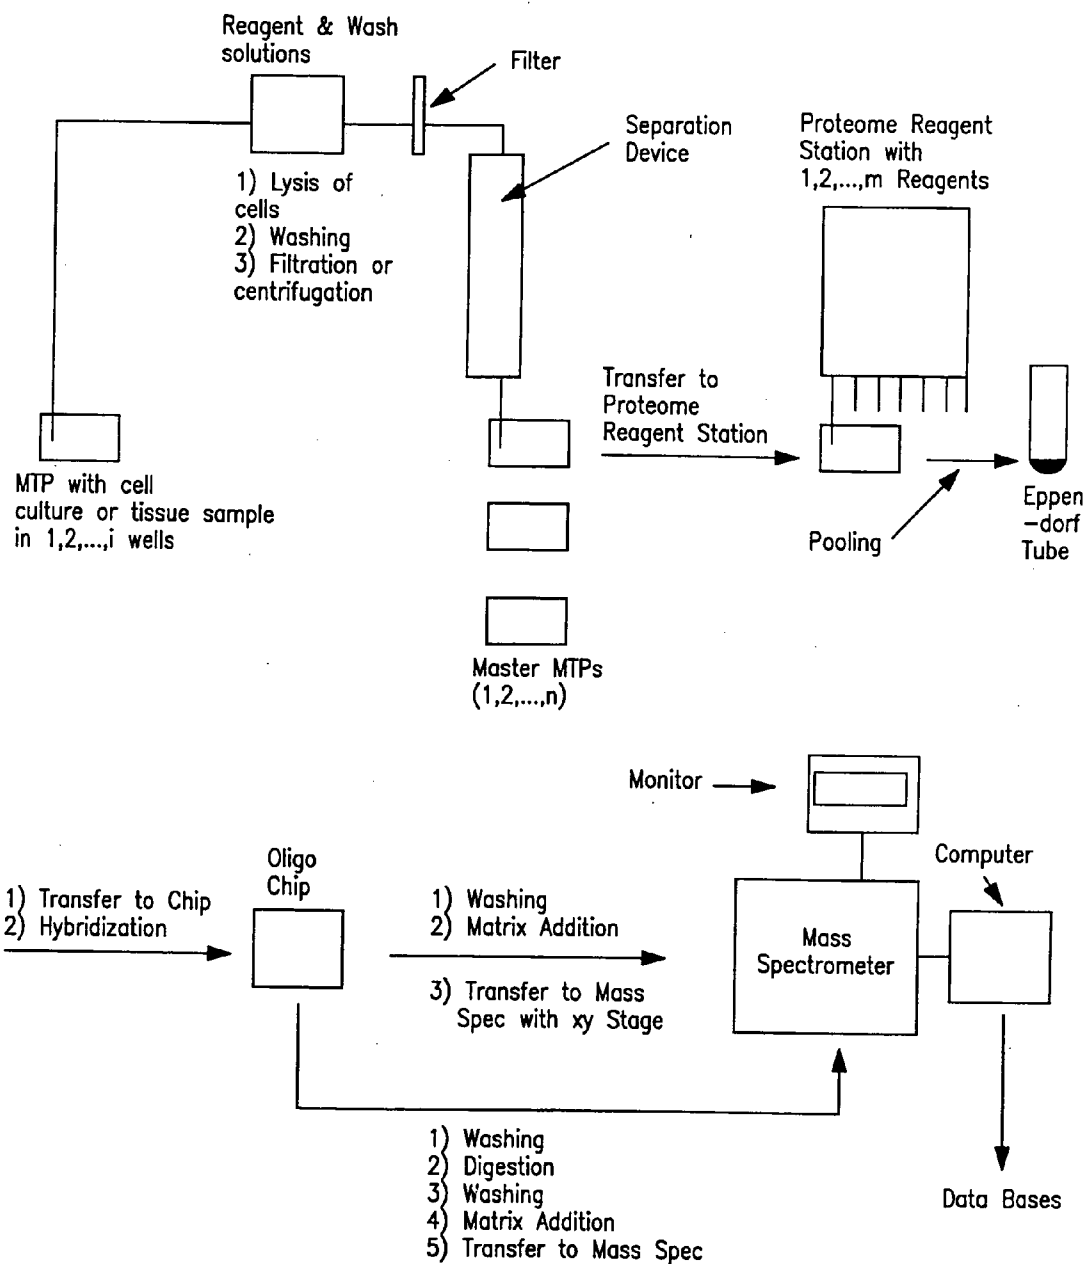 Reagent & Wash
solutions
Filter
Separation
Device
Proteome Reagent
Station with
1,2,...,m Reagents
1) Lysis of
cells
2) Washing
3) Filtration or
centrifugation
Transfer to
Proteome
Reagent Station
MTP with cell
culture or tissue sample
in 1,2,...,i wells
Pooling
Eppen
-dorf
Tube
Master MTPs
(1,2,...,n)
Monitor
Computer
Oligo
Chip
1) Transfer to Chip
2) Hybridization
1) Washing
2) Matrix Addition
3) Transfer to Mass
Spec with xy Stage
Mass
Spectrometer
1) Washing
2) Digestion
3) Washing
4) Matrix Addition
5) Transfer to Mass Spec
Data Bases